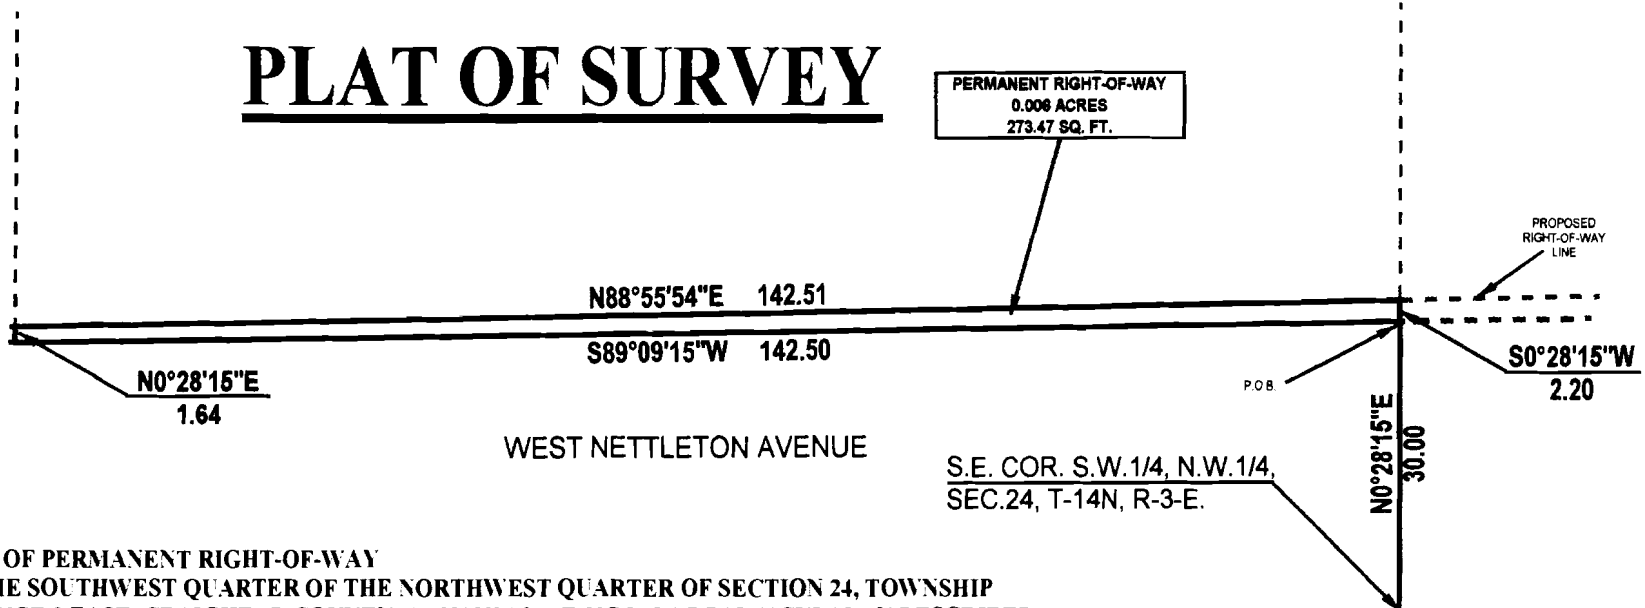 PLAT OF SURVEY
PERMANENT RIGHT-OF-WAY
0.006 ACRES
273.47 SQ. FT.
PROPOSED
RIGHT-OF-WAY
LINE
N88°55'54"E 142.51
S89°09'15"W 142.50
N0°28'15"E
1.64
P.O.B.
S0°28'15"W
2.20
N0°28'15"E
30.00
WEST NETTLETON AVENUE
S.E. COR. S.W.1/4, N.W.1/4,
SEC.24, T-14N, R-3-E.
OF PERMANENT RIGHT-OF-WAY
HE SOUTHWEST QUARTER OF THE NORTHWEST QUARTER OF SECTION 24, TOWNSHIP